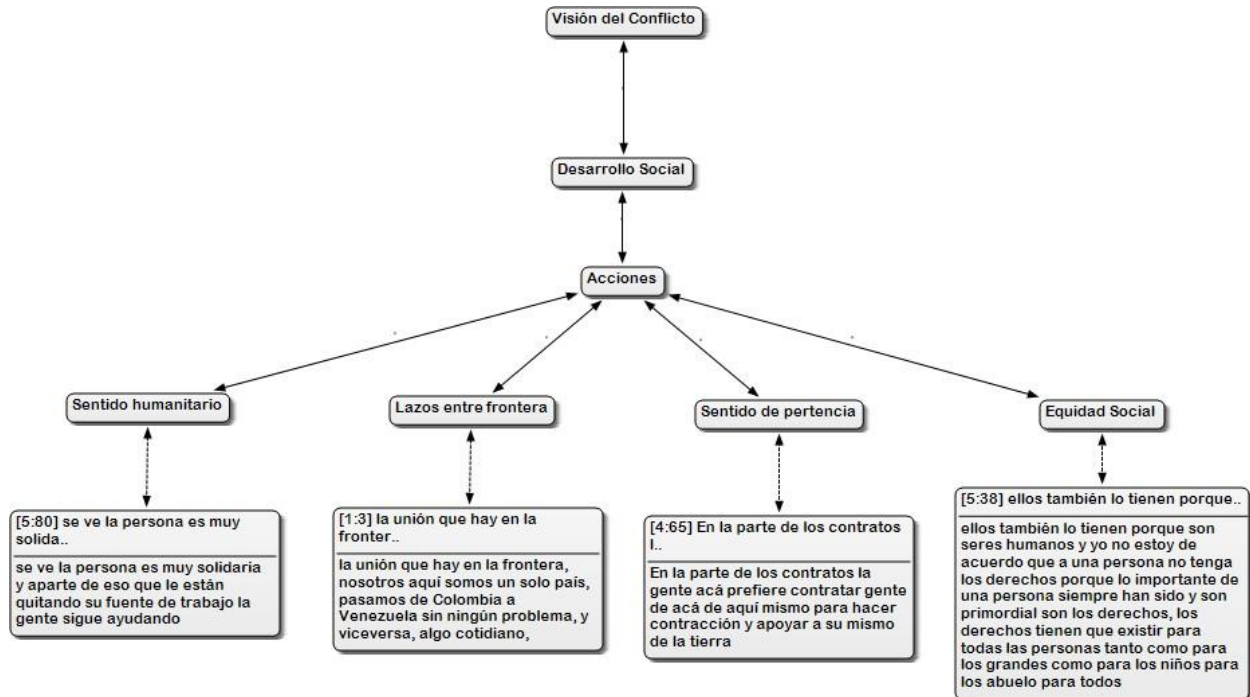 Visión del Conflicto
Desarrollo Social
Acciones
Sentido humanitario
Lazos entre frontera
Sentido de pertencia
Equidad Social
[5:80] se ve la persona es muy
solida..
se ve la persona es muy solidaria
y aparte de eso que le están
quitando su fuente de trabajo la
gente sigue ayudando
[1:3] la unión que hay en la
fronter..
la unión que hay en la frontera,
nosotros aquí somos un solo país,
pasamos de Colombia a
Venezuela sin ningún problema, y
viceversa, algo cotidiano,
[4:65] En la parte de los contratos
l..
En la parte de los contratos la
gente acá prefiere contratar gente
de acá de aquí mismo para hacer
contracción y apoyar a su mismo
de la tierra
[5:38] ellos también lo tienen porque..
ellos también lo tienen porque son
seres humanos y yo no estoy de
acuerdo que a una persona no tenga
los derechos porque lo importante de
una persona siempre han sido y son
primordial son los derechos, los
derechos tienen que existir para
todas las personas tanto como para
los grandes como para los niños para
los abuelo para todos